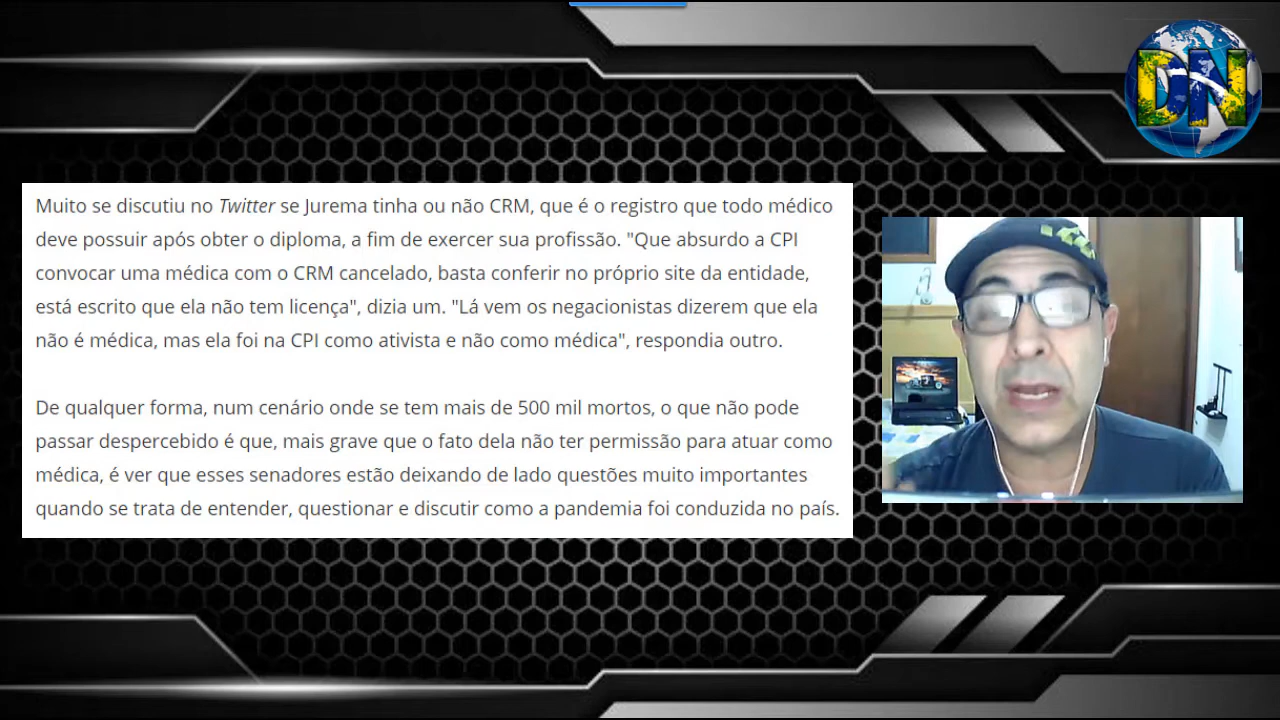 DN
Muito se discutiu no Twitter se Jurema tinha ou não CRM, que é o registro que todo médico
deve possuir após obter o diploma, a fim de exercer sua profissão. "Que absurdo a CPI
convocar uma médica com o CRM cancelado, basta conferir no próprio site da entidade,
está escrito que ela não tem licença", dizia um. "Lá vem os negacionistas dizerem que ela
não é médica, mas ela foi na CPI como ativista e não como médica", respondia outro.
De qualquer forma, num cenário onde se tem mais de 500 mil mortos, o que não pode
passar despercebido é que, mais grave que o fato dela não ter permissão para atuar como
médica, é ver que esses senadores estão deixando de lado questões muito importantes
quando se trata de entender, questionar e discutir como a pandemia foi conduzida no país.